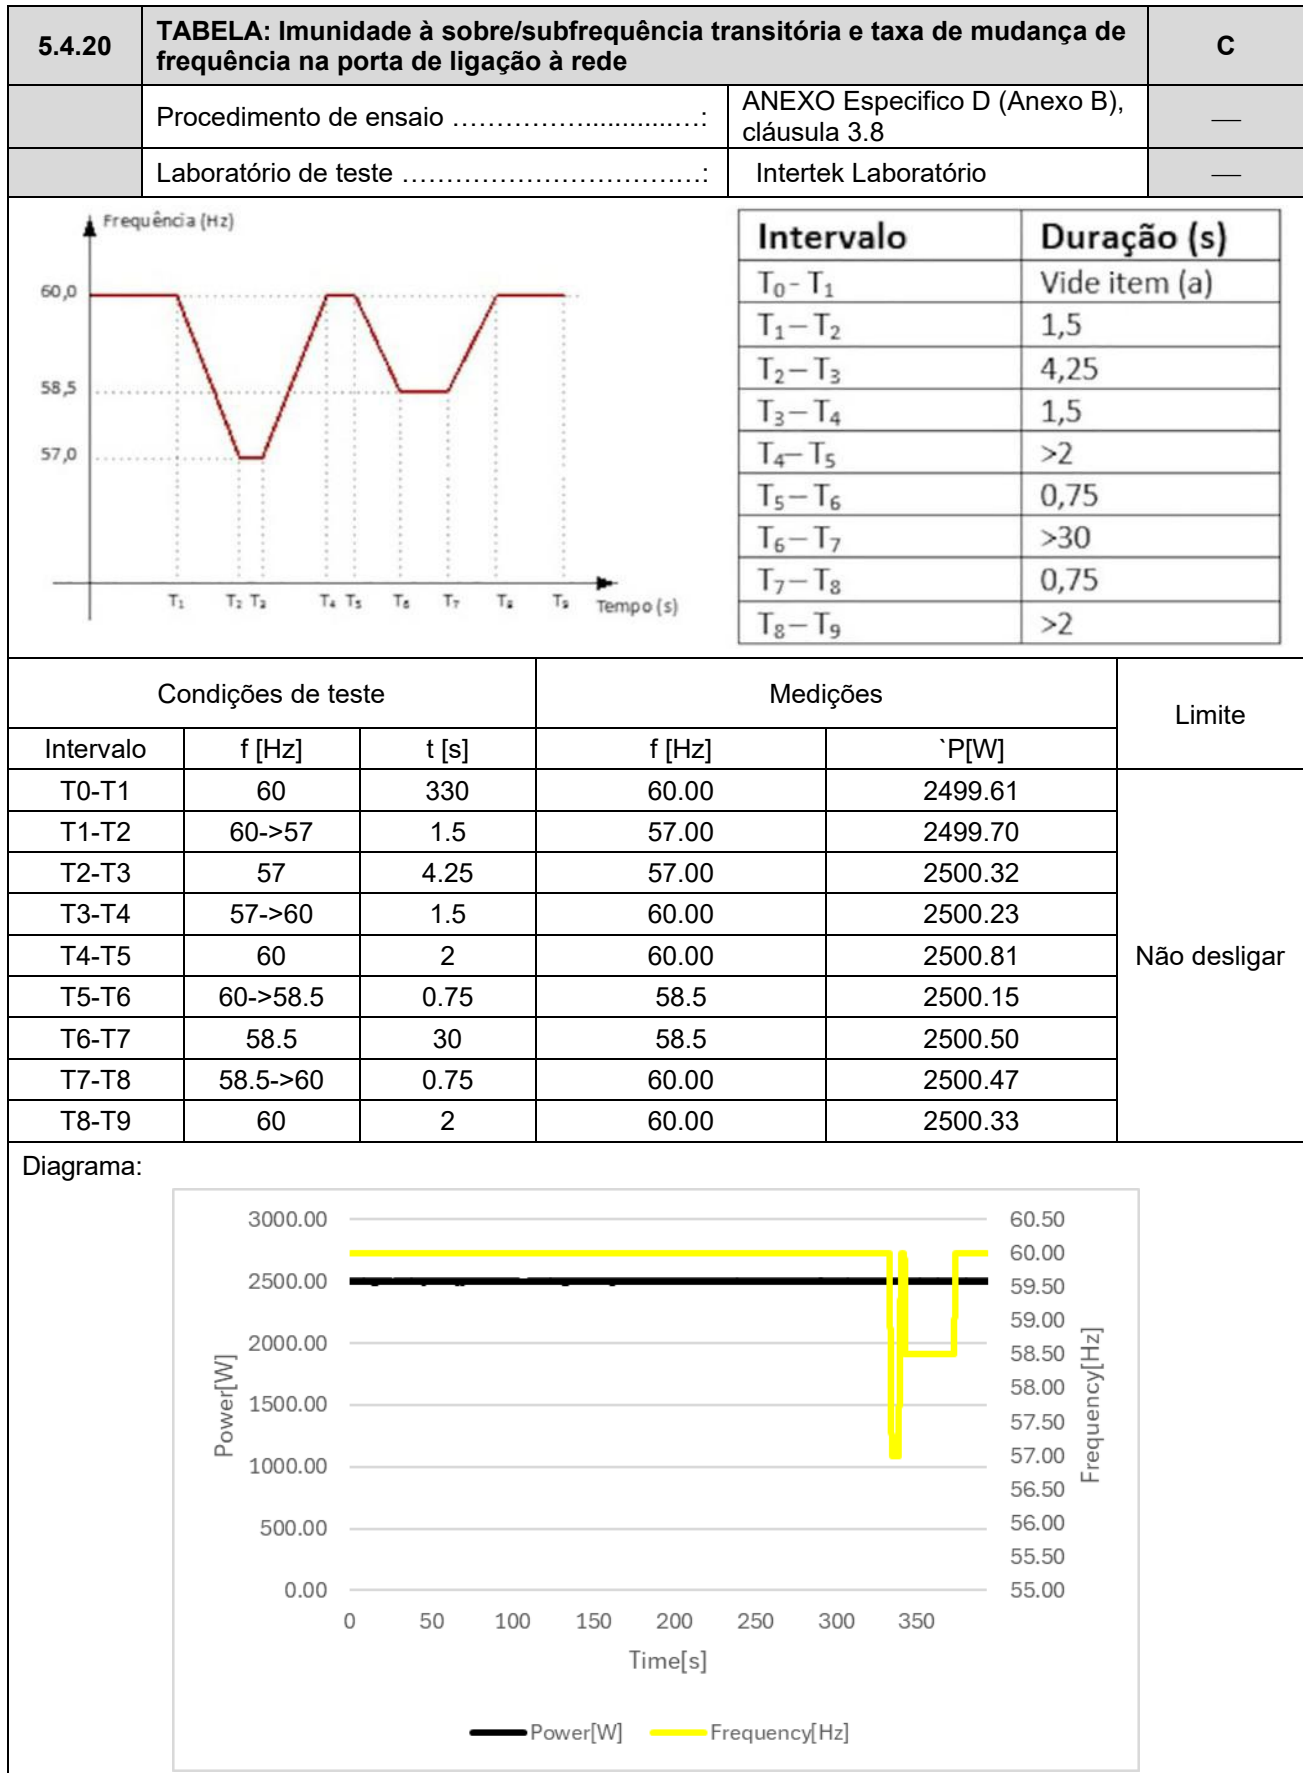 5.4.20 TABELA: Imunidade à sobre/subfrequência transitória e taxa de mudança de frequência na porta de ligação à rede C
Procedimento de ensaio ……………...........…: ANEXO Especifico D (Anexo B), cláusula 3.8 —
Laboratório de teste ……………………………….…: Intertek Laboratório —
Frequência (Hz)
60,0
58,5
57,0
T₁ T₂ T₃ T₄ T₅ T₆ T₇ T₈ T₉ Tempo (s)
Intervalo Duração (s)
T₀- T₁ Vide item (a)
T₁ – T₂ 1,5
T₂ – T₃ 4,25
T₃ – T₄ 1,5
T₄– T₅ >2
T₅ – T₆ 0,75
T₆ – T₇ >30
T₇ – T₈ 0,75
T₈ – T₉ >2
Condições de teste Medições Limite
Intervalo f [Hz] t [s] f [Hz] `P[W]
T0-T1 60 330 60.00 2499.61
T1-T2 60->57 1.5 57.00 2499.70
T2-T3 57 4.25 57.00 2500.32
T3-T4 57->60 1.5 60.00 2500.23
T4-T5 60 2 60.00 2500.81 Não desligar
T5-T6 60->58.5 0.75 58.5 2500.15
T6-T7 58.5 30 58.5 2500.50
T7-T8 58.5->60 0.75 60.00 2500.47
T8-T9 60 2 60.00 2500.33
Diagrama:
3000.00
2500.00
2000.00
1500.00
1000.00
500.00
0.00
Power[W]
60.50
60.00
59.50
59.00
58.50
58.00
57.50
57.00
56.50
56.00
55.50
55.00
Frequency[Hz]
0 50 100 150 200 250 300 350
Time[s]
Power[W] Frequency[Hz]